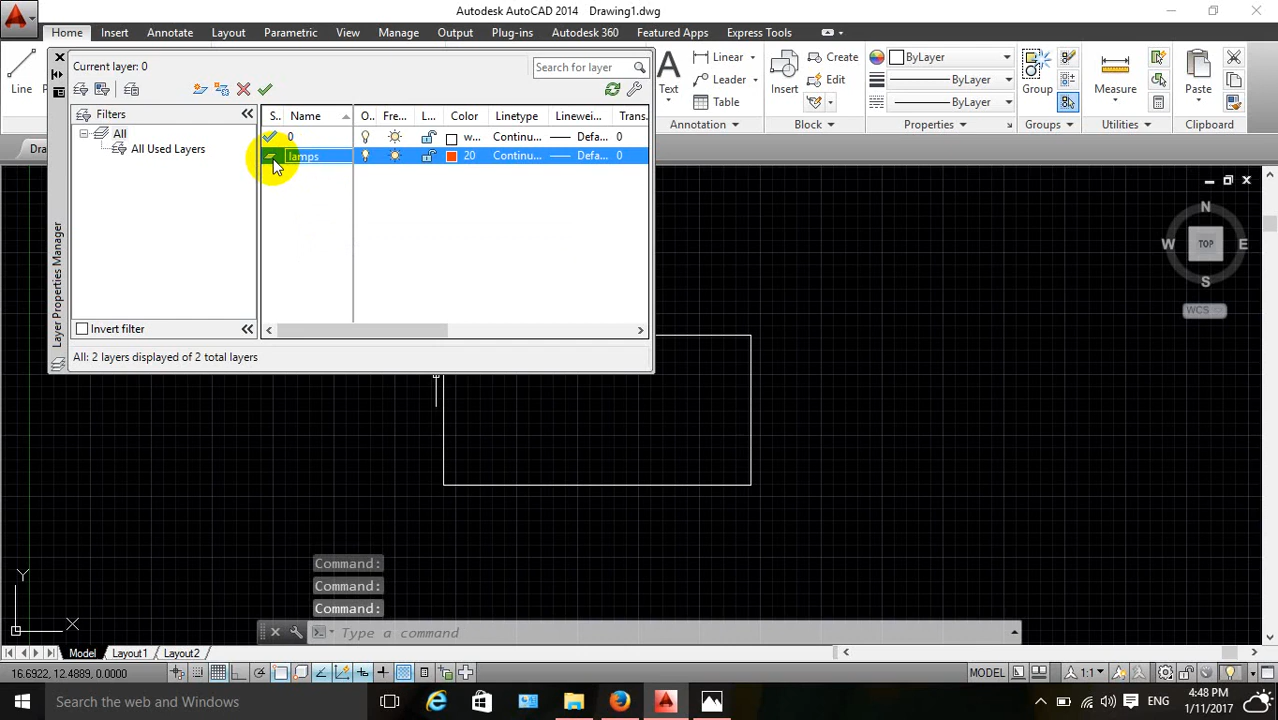 Autodesk AutoCAD 2014 Drawing1.dwg
Home Insert Annotate Layout Parametric View Manage Output Plug-ins Autodesk 360 Featured Apps Express Tools
Current layer: 0
Search for layer
Filters
All
All Used Layers
S.. Name O.. Fre... L... Color Linetype Linewei... Trans.
0 w... Continu... Defa... 0
lamps 20 Continu... Defa... 0
Invert filter
All: 2 layers displayed of 2 total layers
Layer Properties Manager
Line
Text
Linear
Leader
Table
Annotation
Insert
Create
Edit
Block
ByLayer
ByLayer
ByLayer
Properties
Group
Groups
Measure
Utilities
Paste
Clipboard
N
W TOP E
S
WCS
Y
X
Command:
Command:
Command:
Type a command
Model Layout1 Layout2
16.6922, 12.4889, 0.0000
MODEL
1:1
Search the web and Windows
ENG
4:48 PM
1/11/2017